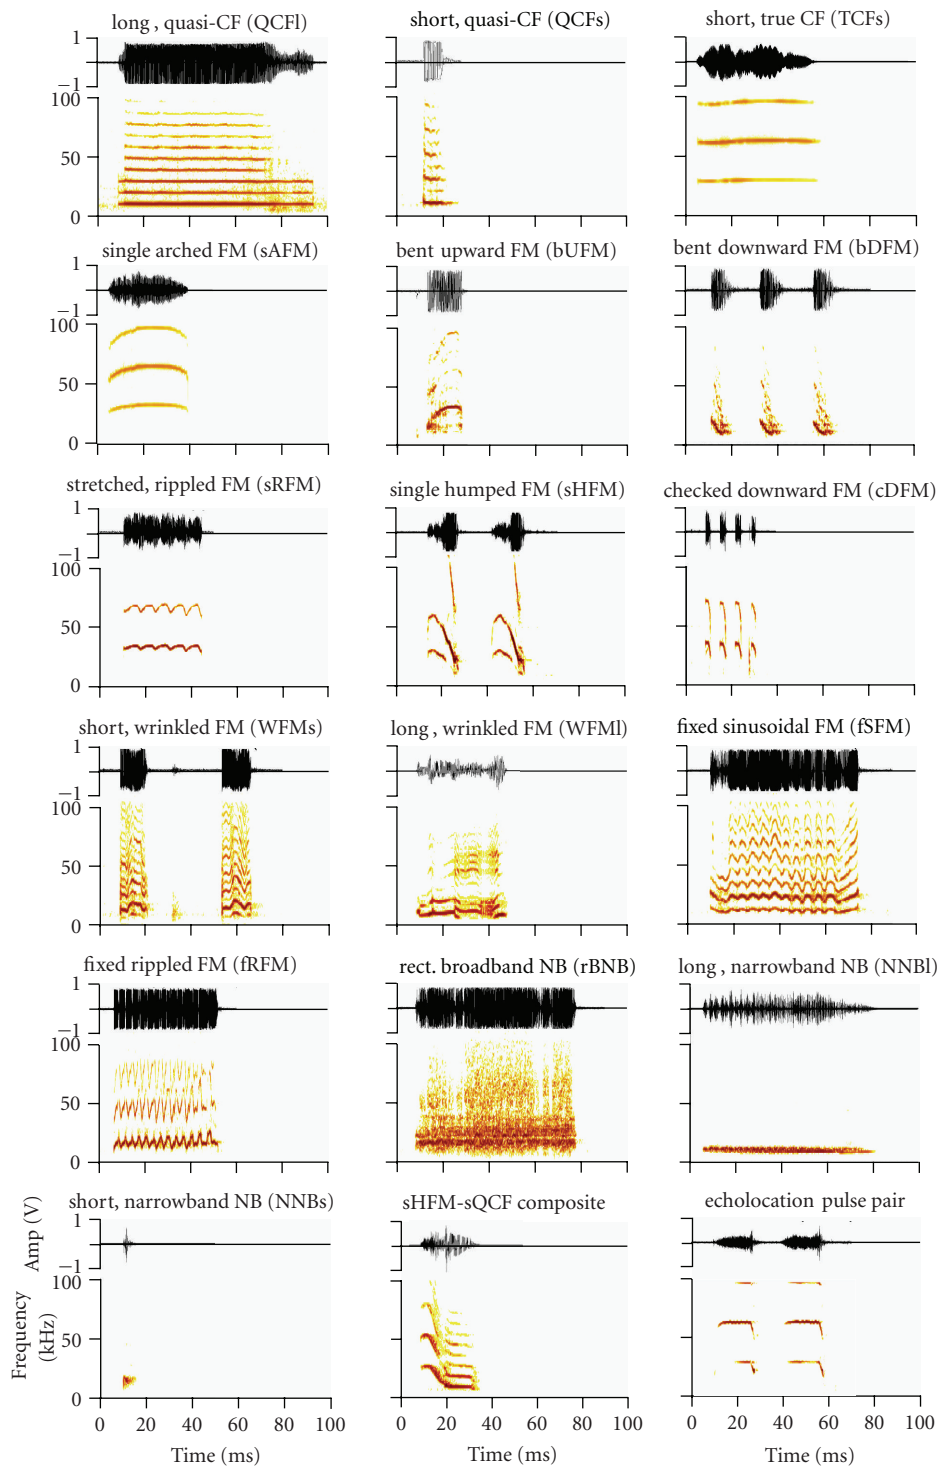 long, quasi-CF (QCFl)
short, quasi-CF (QCFs)
short, true CF (TCFs)
1
−1
100
50
0
single arched FM (sAFM)
bent upward FM (bUFM)
bent downward FM (bDFM)
1
−1
100
50
0
stretched, rippled FM (sRFM)
single humped FM (sHFM)
checked downward FM (cDFM)
1
−1
100
50
0
short, wrinkled FM (WFMs)
long, wrinkled FM (WFMl)
fixed sinusoidal FM (fSFM)
1
−1
100
50
0
fixed rippled FM (fRFM)
rect. broadband NB (rBNB)
long, narrowband NB (NNBl)
1
−1
100
50
0
short, narrowband NB (NNBs)
sHFM-sQCF composite
echolocation pulse pair
Amp (V)
1
−1
Frequency
(kHz)
100
50
0
0 20 40 60 80 100
0 20 40 60 80 100
0 20 40 60 80 100
Time (ms)
Time (ms)
Time (ms)